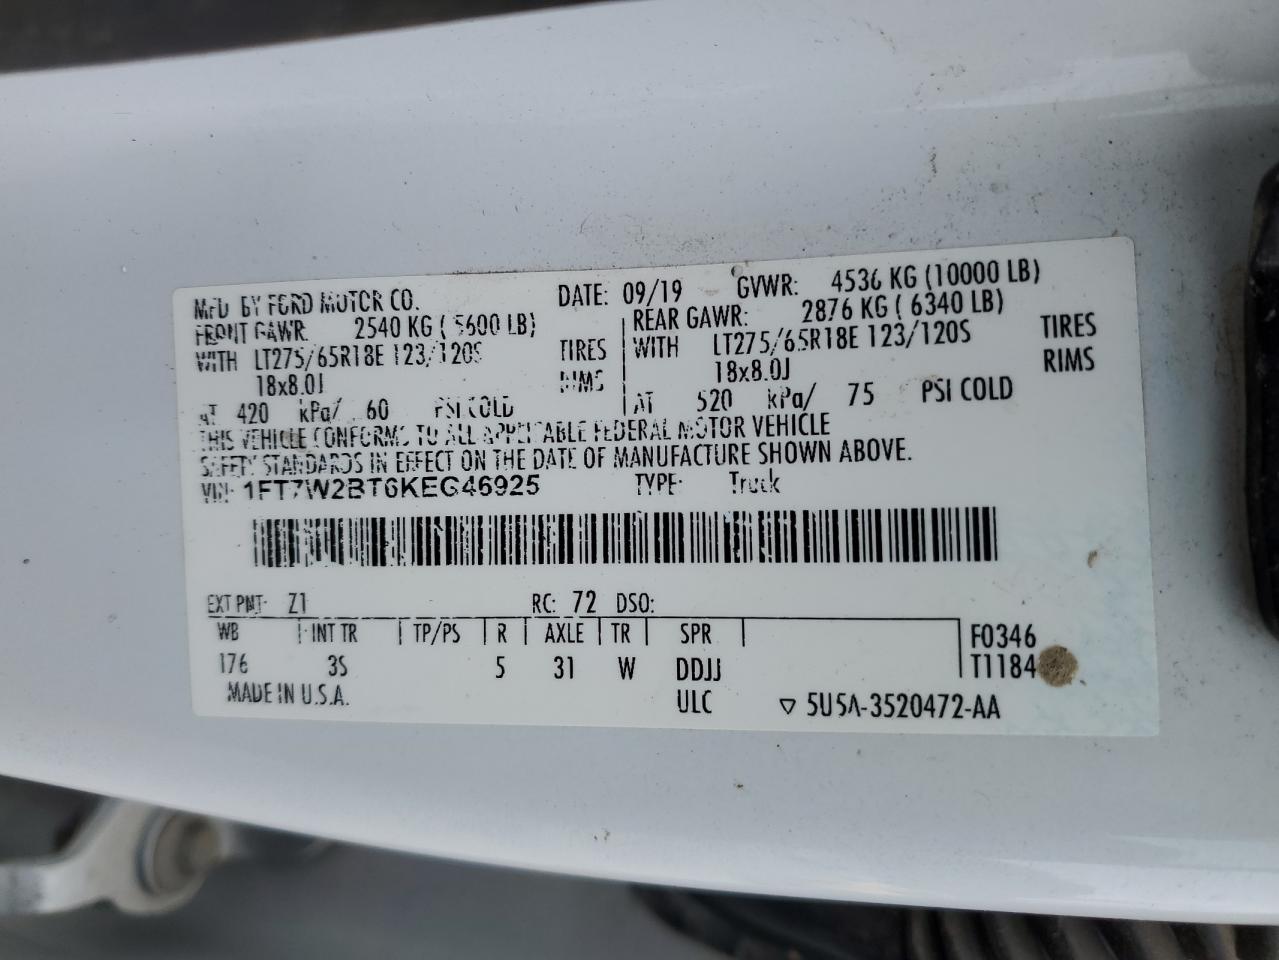 MFD BY FORD MOTOR CO. DATE: 09/19 GVWR: 4536 KG (10000 LB)
FRONT GAWR: 2540 KG ( 5600 LB) REAR GAWR: 2876 KG ( 6340 LB)
WITH LT275/65R18E 123/120S TIRES WITH LT275/65R18E 123/120S TIRES
18x8.0J RIMS 18x8.0J RIMS
AT 420 kPa/ 60 PSI COLD AT 520 kPa/ 75 PSI COLD
THIS VEHICLE CONFORMS TO ALL APPLICABLE FEDERAL MOTOR VEHICLE
SAFETY STANDARDS IN EFFECT ON THE DATE OF MANUFACTURE SHOWN ABOVE.
VIN: 1FT7W2BT6KEG46925 TYPE: Truck
EXT PNT: Z1 RC: 72 DSO:
WB INT TR TP/PS R AXLE TR SPR F0346
176 3S 5 31 W DDJJ T1184
MADE IN U.S.A. ULC ▽ 5U5A-3520472-AA